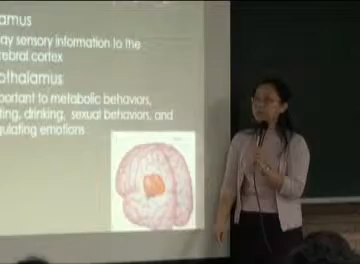 amus
ay sensory information to the
rebral cortex
othalamus
portant to metabolic behaviors,
ting, drinking, sexual behaviors, and
gulating emotions